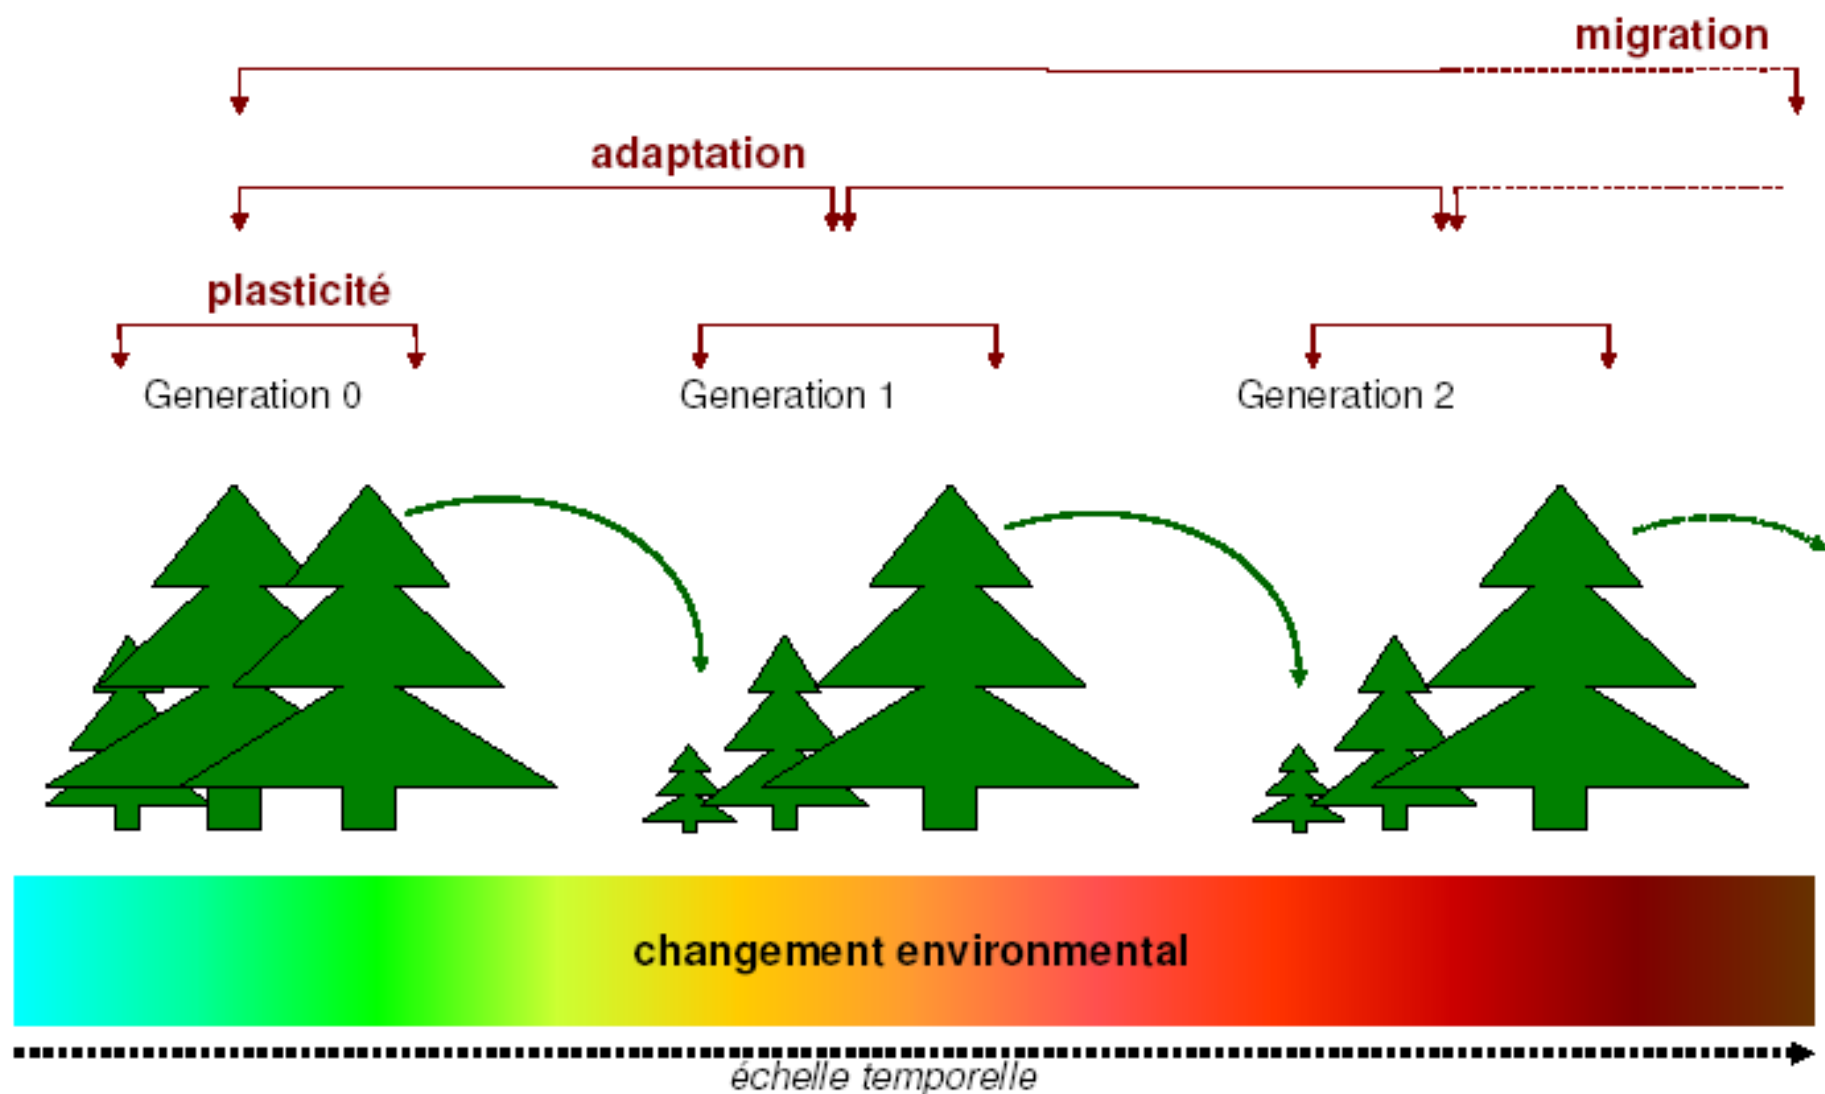 migration
adaptation
plasticité
Generation 0
Generation 1
Generation 2
changement environmental
échelle temporelle